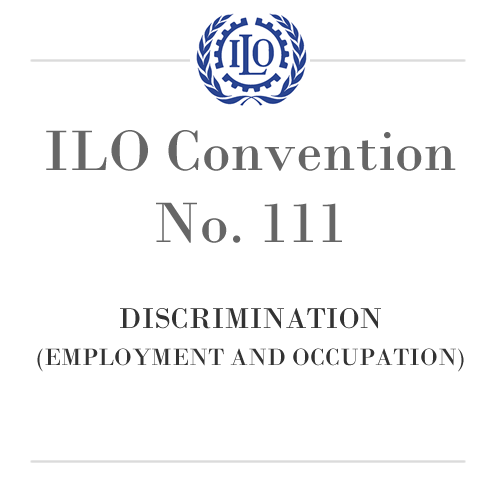 ILO
ILO Convention
No. 111
DISCRIMINATION
(EMPLOYMENT AND OCCUPATION)